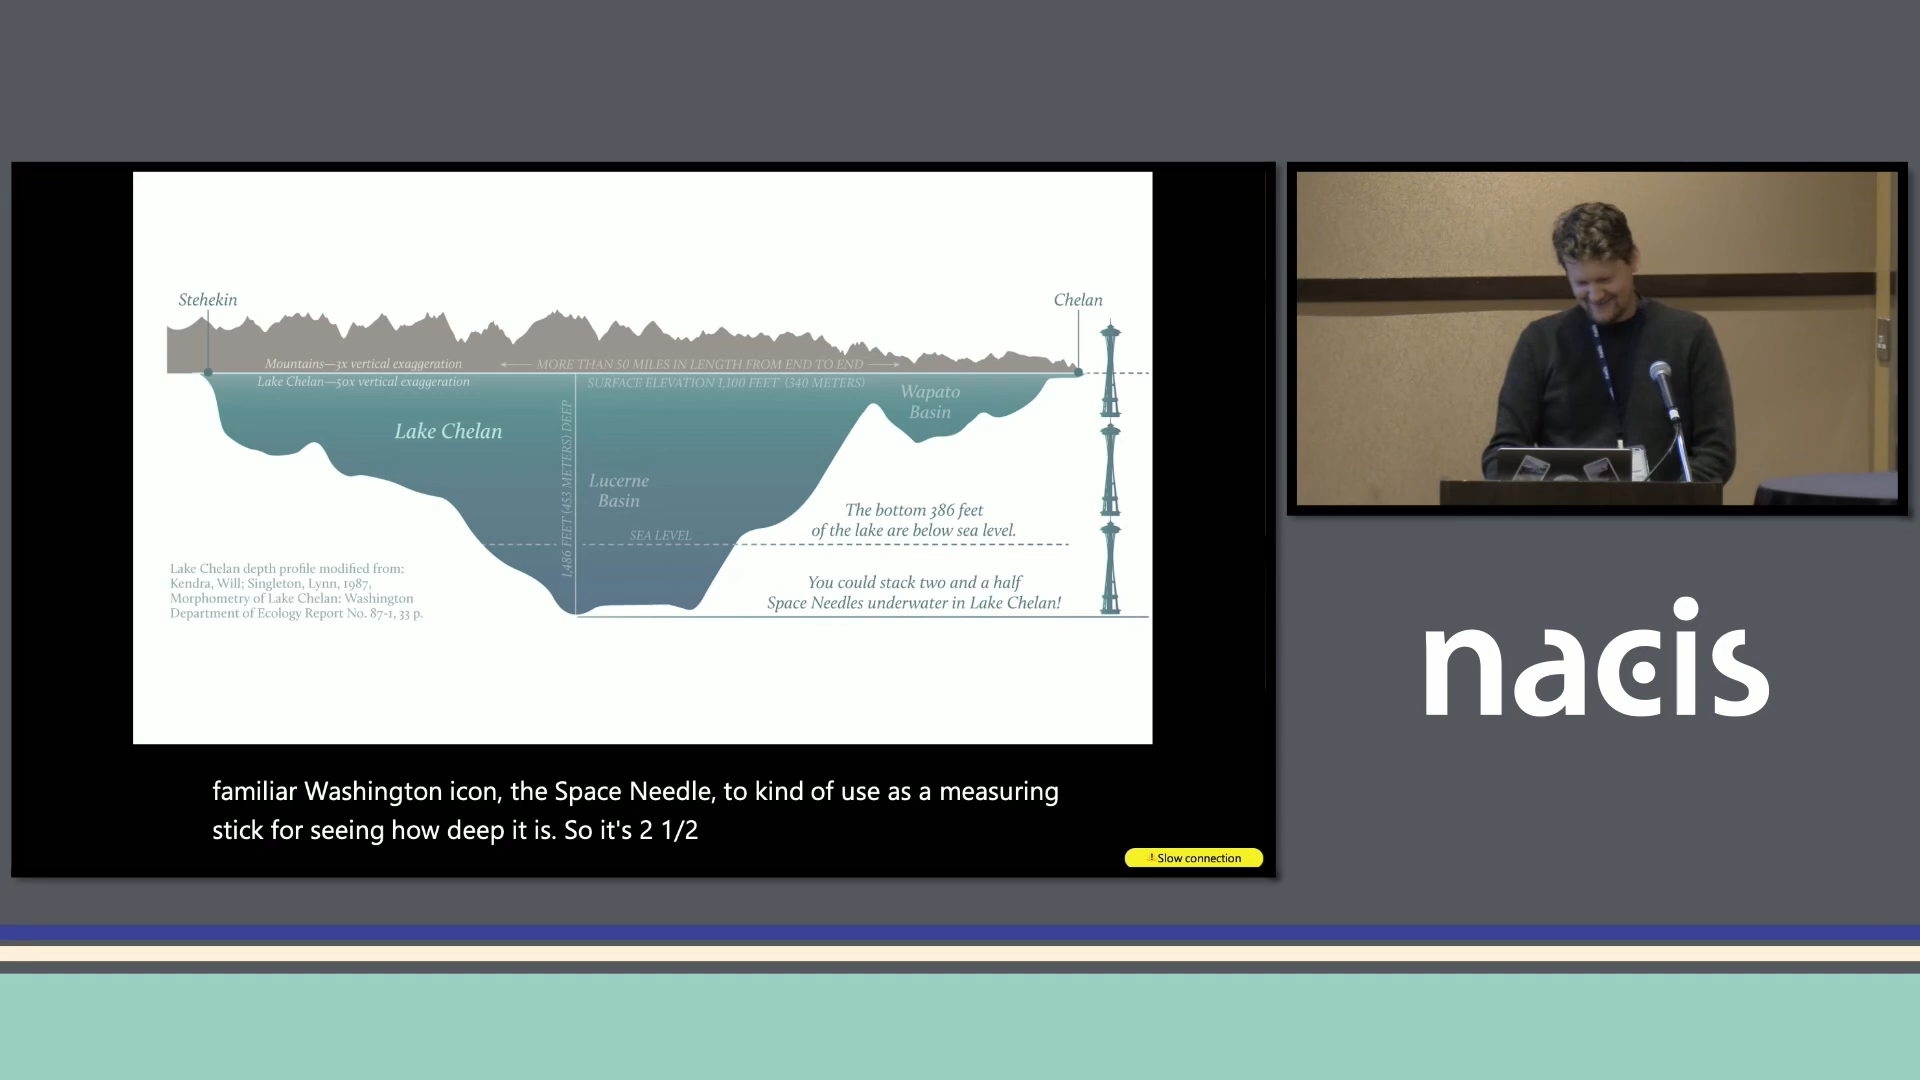 Stehekin
Chelan
Mountains—3x vertical exaggeration
MORE THAN 50 MILES IN LENGTH FROM END TO END
Lake Chelan—50x vertical exaggeration
SURFACE ELEVATION 1,100 FEET (340 METERS)
Wapato
Basin
Lake Chelan
1,486 FEET (453 METERS) DEEP
Lucerne
Basin
The bottom 386 feet
of the lake are below sea level.
SEA LEVEL
You could stack two and a half
Space Needles underwater in Lake Chelan!
Lake Chelan depth profile modified from:
Kendra, Will; Singleton, Lynn, 1987,
Morphometry of Lake Chelan: Washington
Department of Ecology Report No. 87-1, 33 p.
familiar Washington icon, the Space Needle, to kind of use as a measuring
stick for seeing how deep it is. So it's 2 1/2
Slow connection
nacis